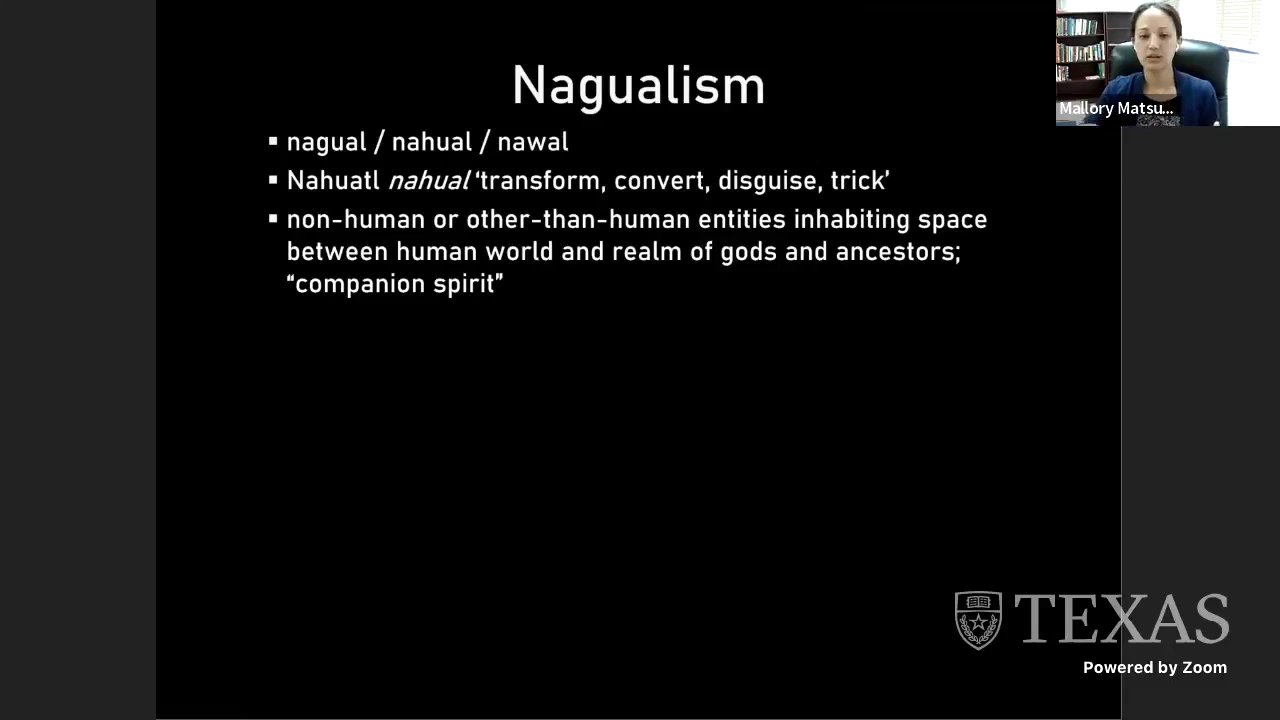 Nagualism
▪ nagual / nahual / nawal
▪ Nahuatl nahual ‘transform, convert, disguise, trick’
▪ non-human or other-than-human entities inhabiting space
between human world and realm of gods and ancestors;
“companion spirit”
Mallory Matsu...
TEXAS
Powered by Zoom